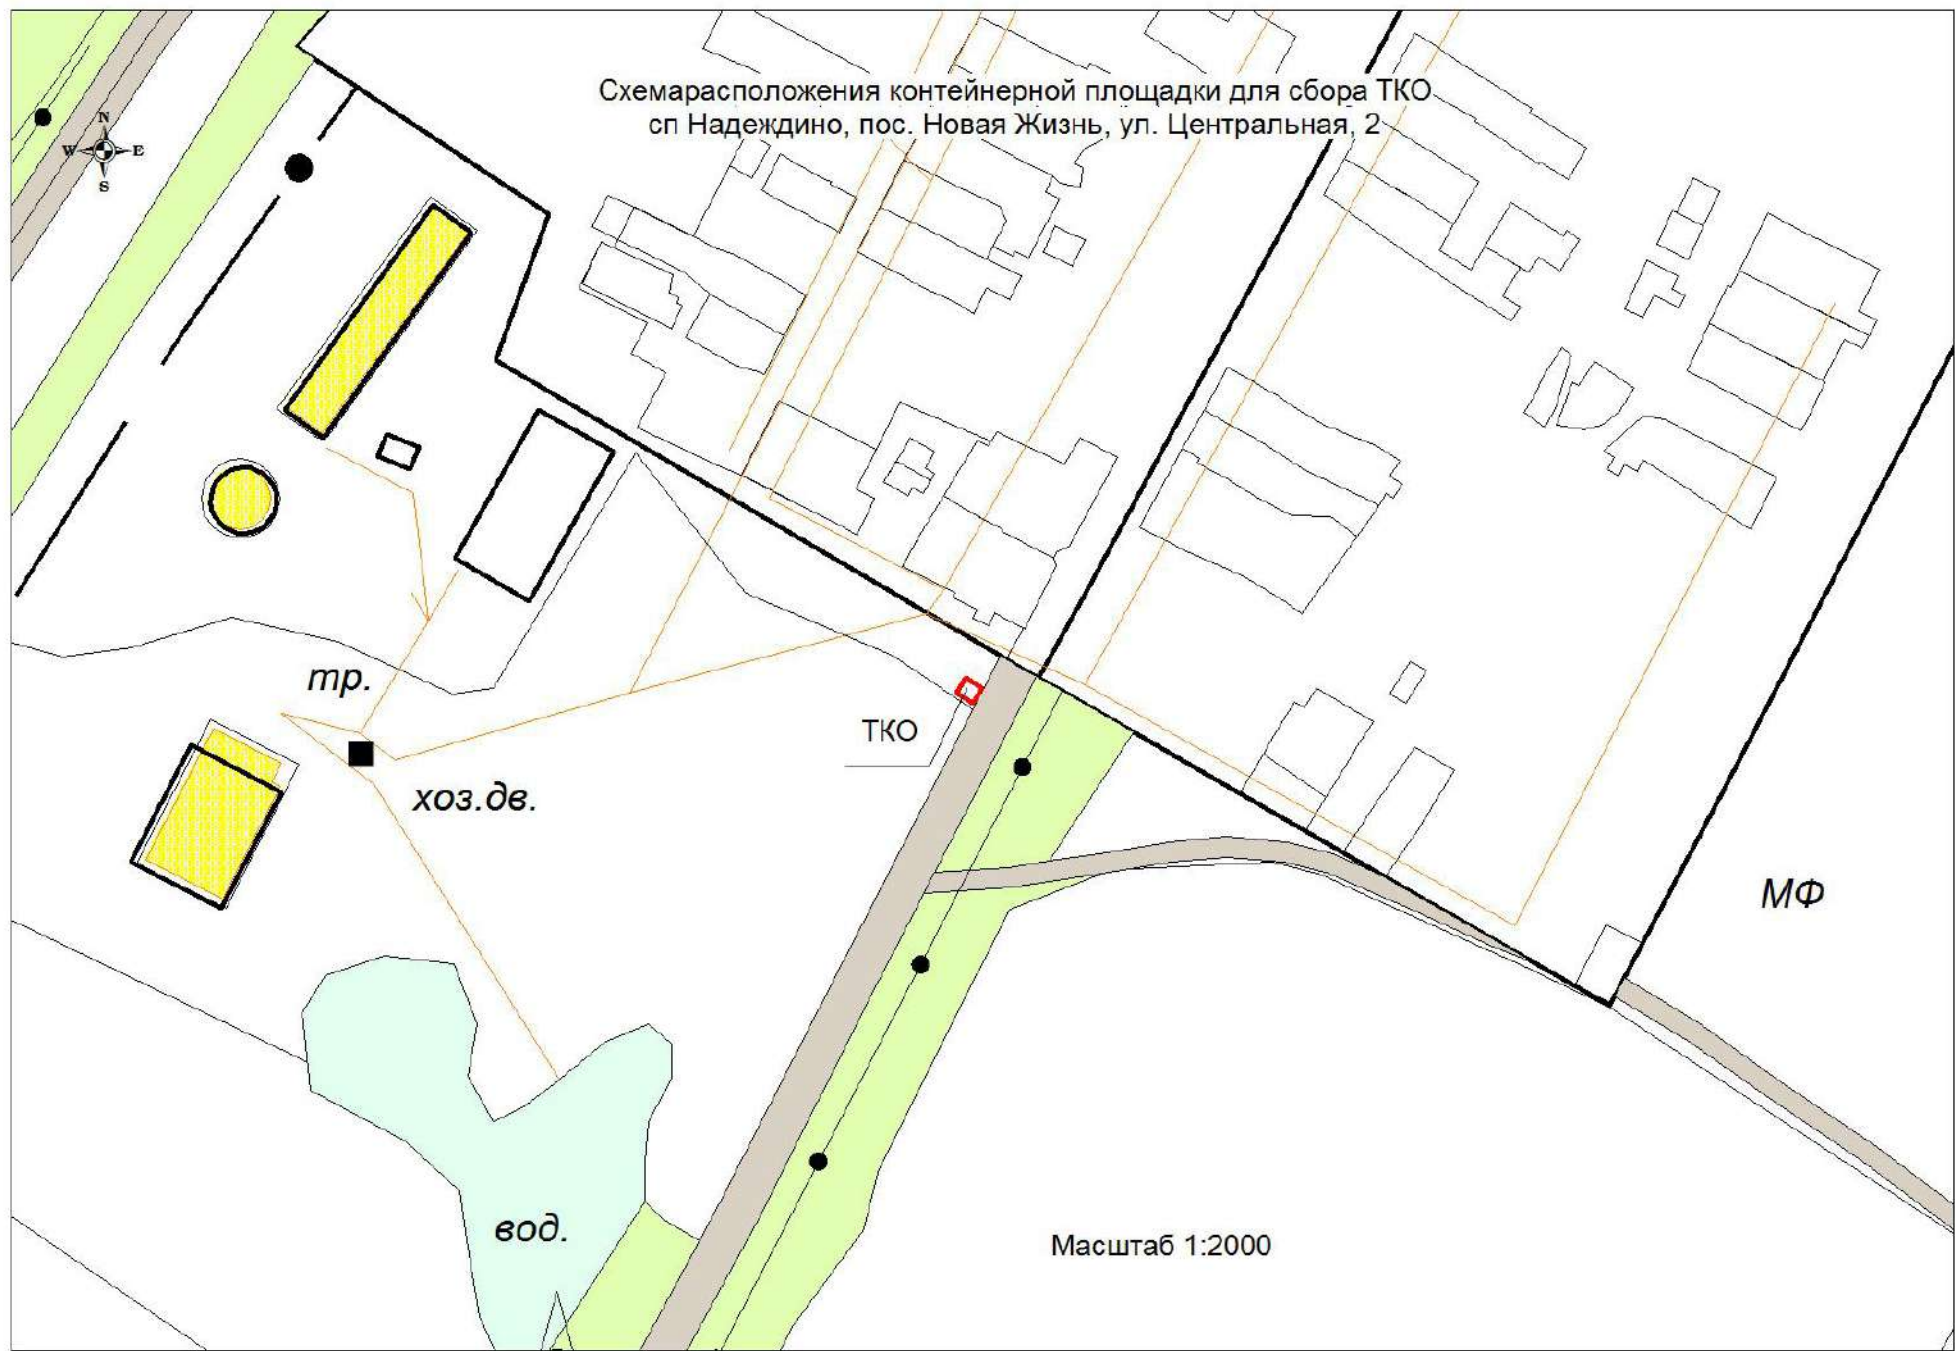 Схемарасположения контейнерной площадки для сбора ТКО
сп Надеждино, пос. Новая Жизнь, ул. Центральная, 2
N
W E
S
тр.
ТКО
хоз.дв.
МФ
вод.
Масштаб 1:2000